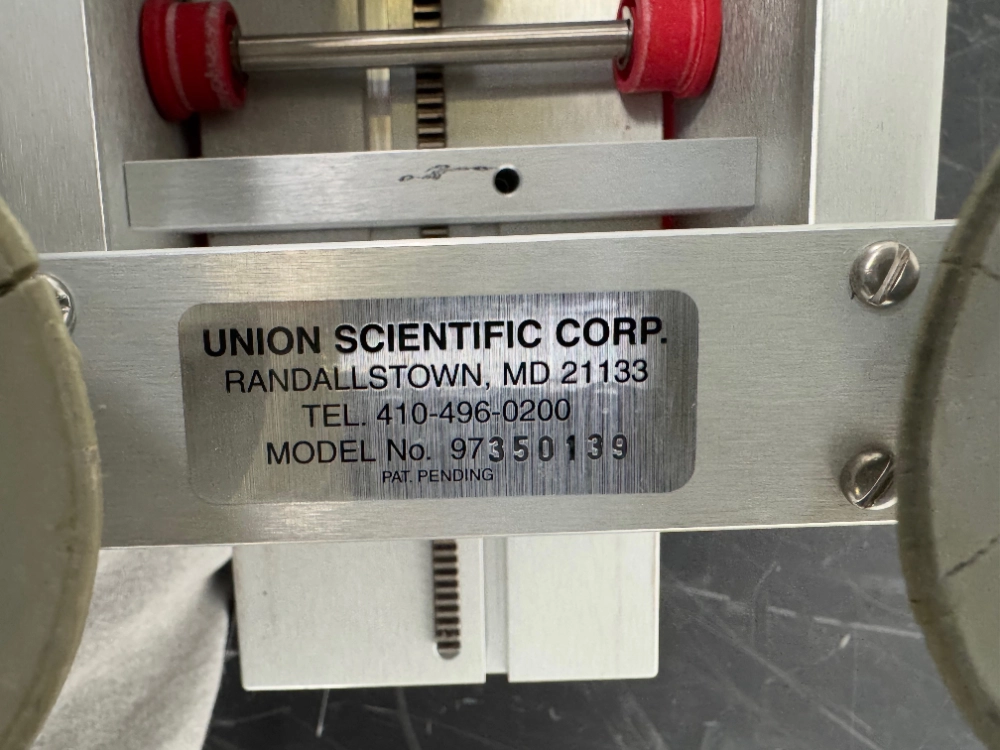 UNION SCIENTIFIC CORP.
RANDALLSTOWN, MD 21133
TEL. 410-496-0200
MODEL No. 97350139
PAT. PENDING